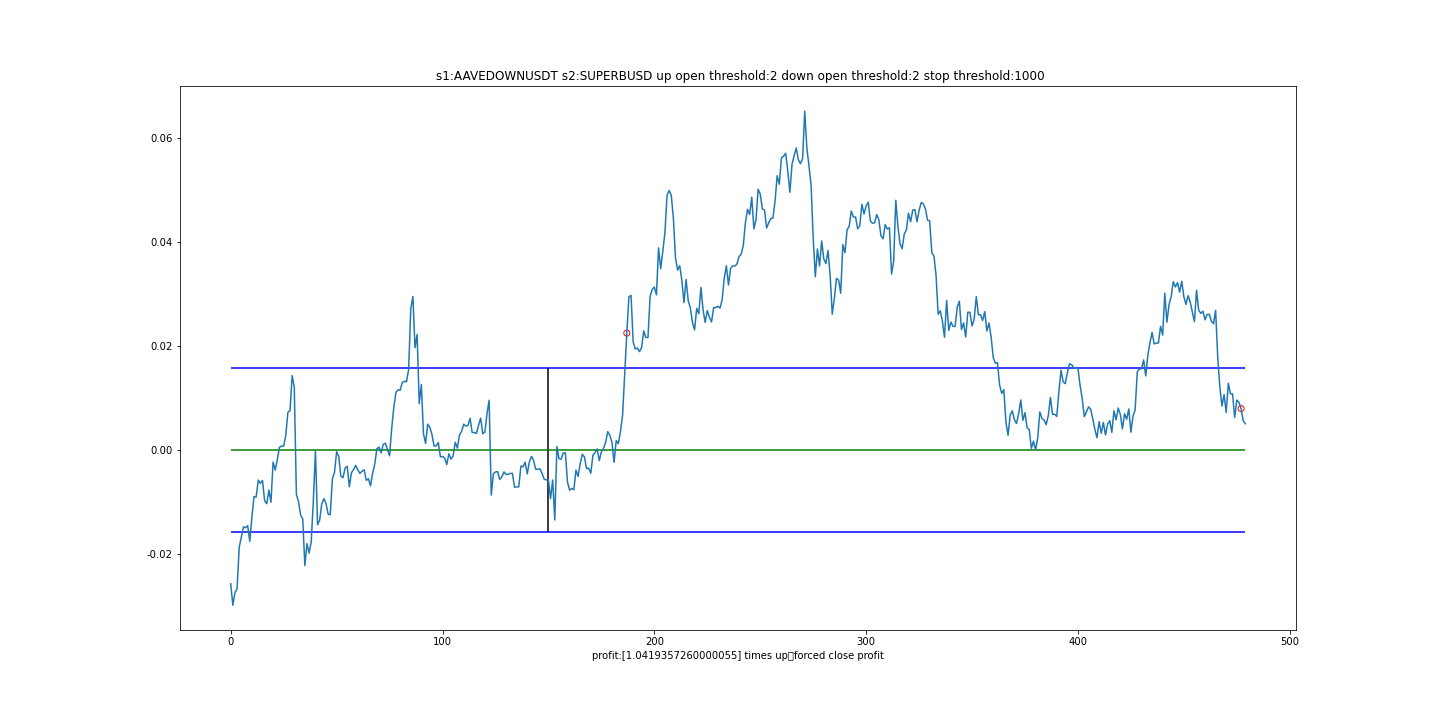 s1:AAVEDOWNUSDT s2:SUPERBUSD up open threshold:2 down open threshold:2 stop threshold:1000
0.06
0.04
0.02
0.00
-0.02
0 100 200 300 400 500
profit:[1.0419357260000055] times up▯forced close profit